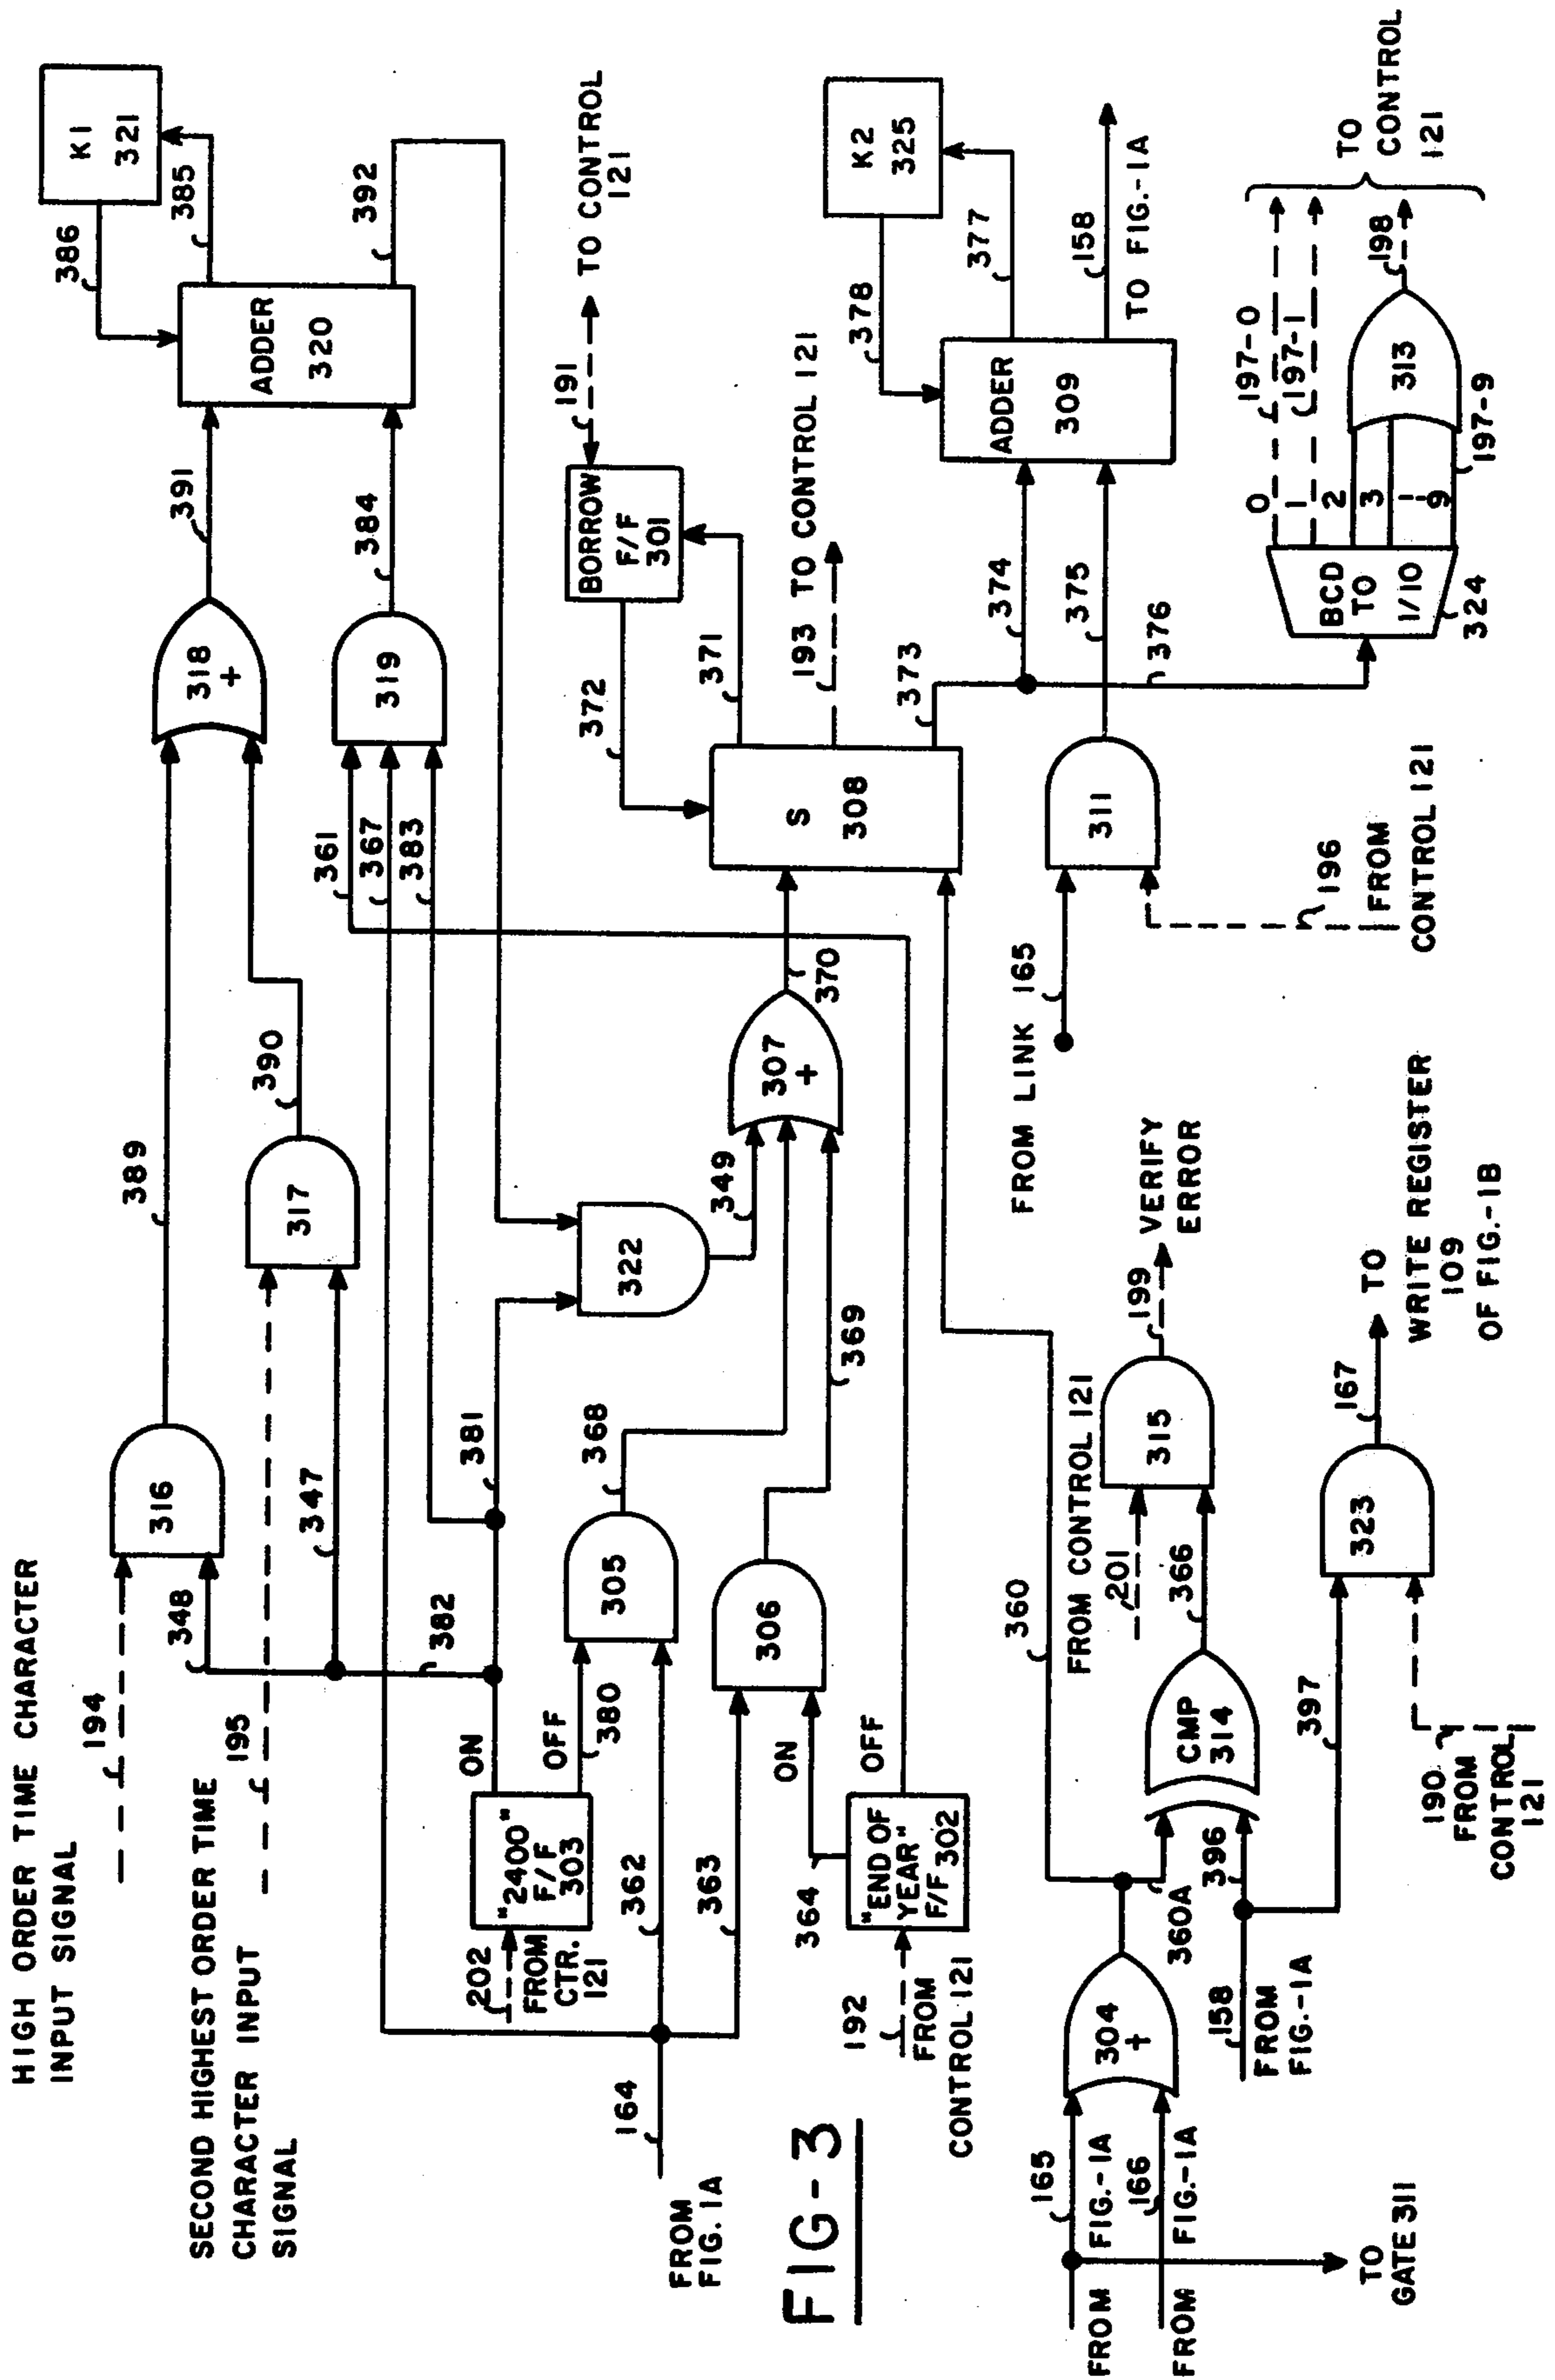 HIGH ORDER TIME CHARACTER
INPUT SIGNAL
194
348
316
389
SECOND HIGHEST ORDER TIME
CHARACTER INPUT
SIGNAL
195
347
317
390
318
+
391
386
K1
321
385
ADDER
320
392
319
384
361
367
383
382
381
ON
OFF
380
"2400"
F/F
303
202
FROM
CTR.
121
305
368
322
349
362
363
306
369
307
+
370
164
FROM
FIG. 1A
ON
OFF
364
"END OF
YEAR"
F/F 302
192
FROM
CONTROL 121
BORROW
F/F
301
191
TO CONTROL
121
372
371
193 TO CONTROL 121
S
308
373
374
375
376
378
K2
325
377
ADDER
309
158
TO FIG.-1A
FROM LINK 165
311
196
FROM
CONTROL 121
BCD
TO
1/10
324
0
1
2
3
9
197-0
197-1
197-9
313
198
TO
CONTROL
121
FIG-3
165
FROM FIG.-1A
166
FROM FIG.-1A
TO
GATE 311
304
+
360
360A
158
FROM
FIG.-1A
396
CMP
314
366
FROM CONTROL 121
201
315
199
VERIFY
ERROR
397
190
FROM
CONTROL
121
323
167
TO
WRITE REGISTER
109
OF FIG.-1B